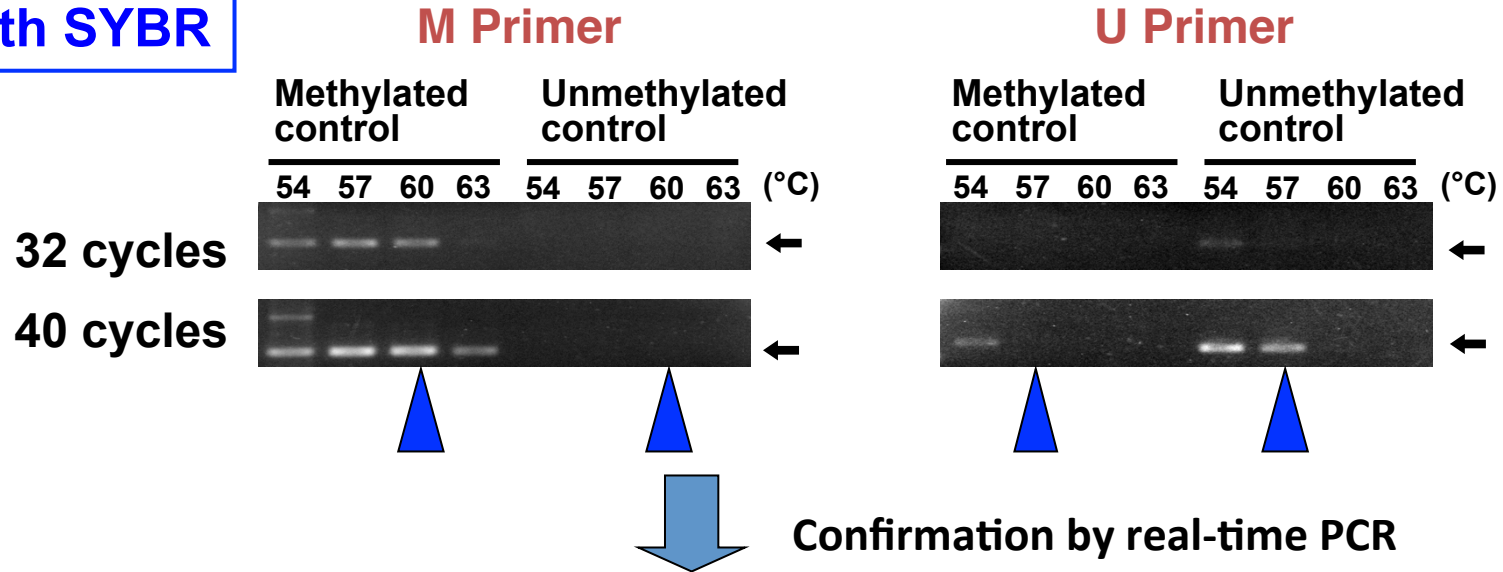 th SYBR
M Primer
U Primer
Methylated control
Unmethylated control
Methylated control
Unmethylated control
54 57 60 63 54 57 60 63 (°C)
54 57 60 63 54 57 60 63 (°C)
32 cycles
40 cycles
Confirmation by real-time PCR